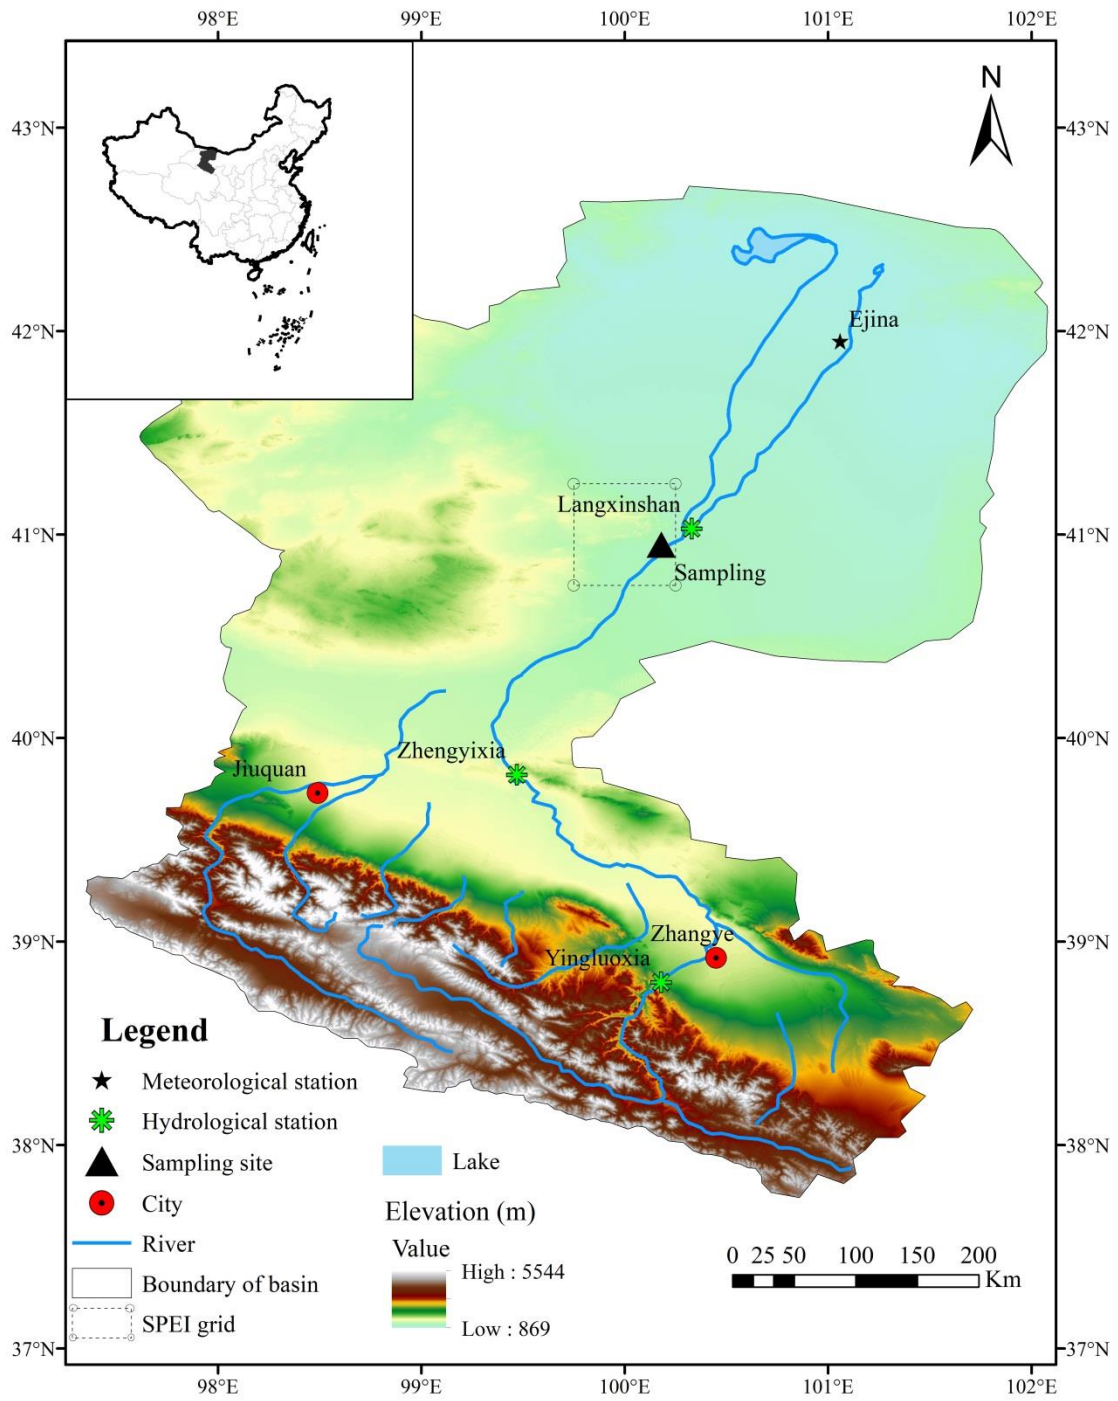 98°E 99°E 100°E 101°E 102°E
N
43°N 43°N
42°N 42°N
Ejina
Langxinshan
41°N 41°N
Sampling
40°N 40°N
Zhengyixia
Jiuquan
39°N 39°N
Zhangye
Yingluoxia
Legend
Meteorological station
Hydrological station
38°N 38°N
Sampling site
Lake
City
Elevation (m)
River
Value
0 25 50 100 150 200
High : 5544
Km
Boundary of basin
SPEI grid
Low : 869
37°N 37°N
98°E 99°E 100°E 101°E 102°E